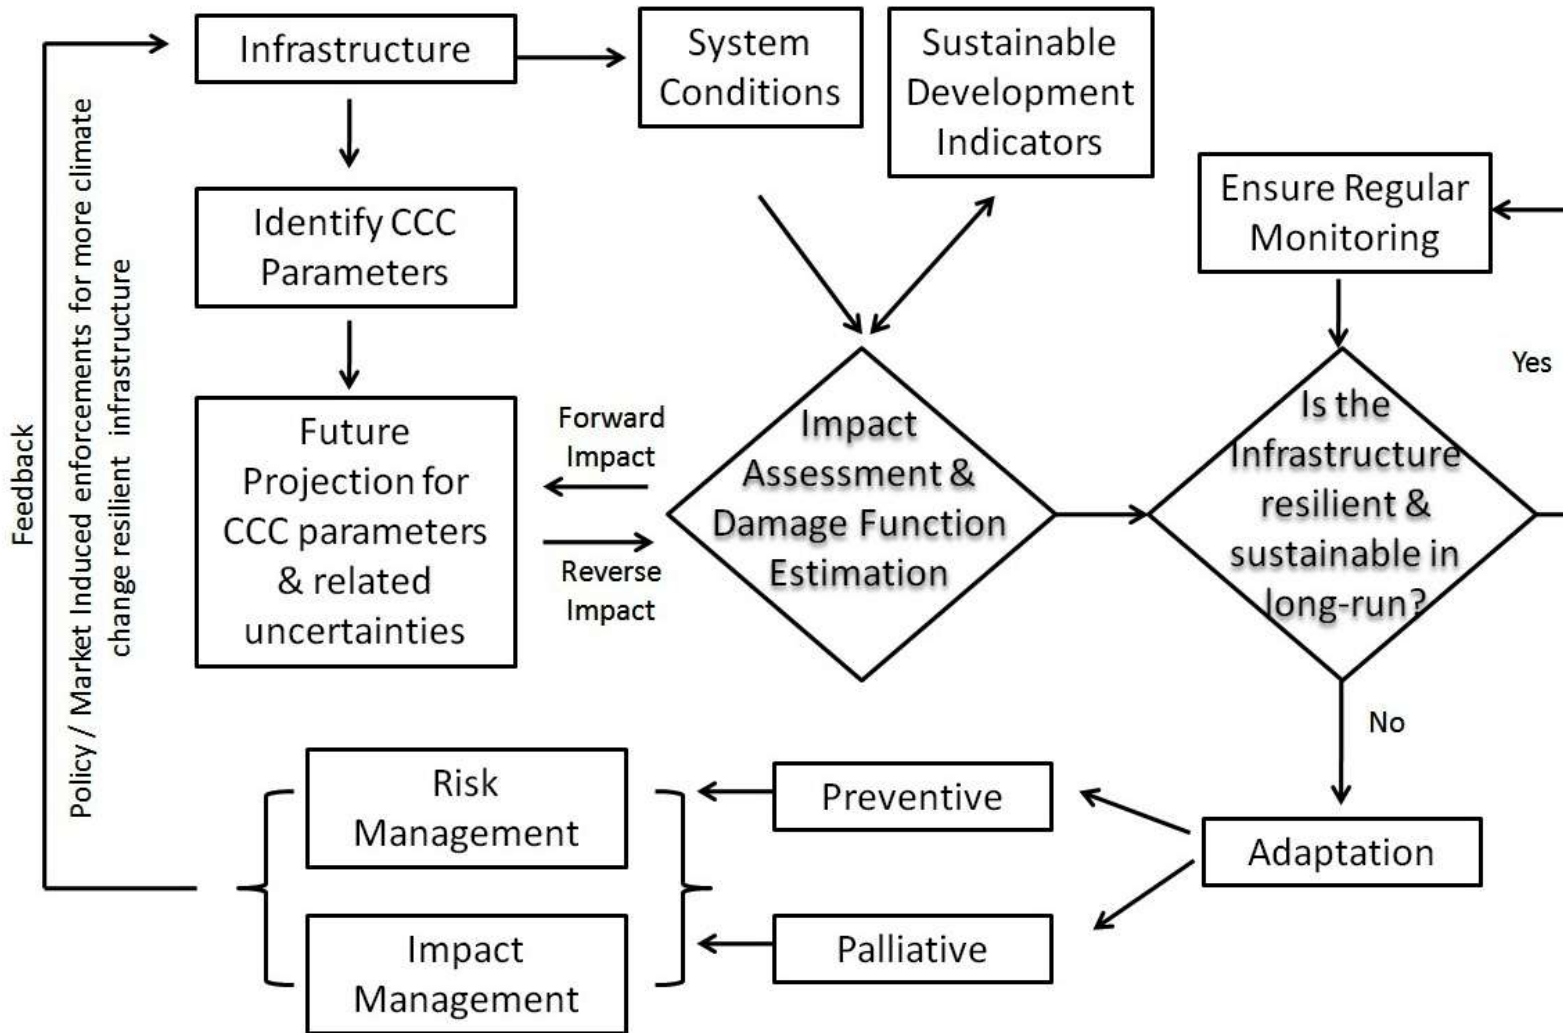 Infrastructure
System
Conditions
Sustainable
Development
Indicators
Identify CCC
Parameters
Ensure Regular
Monitoring
Future
Projection for
CCC parameters
& related
uncertainties
Forward
Impact
Reverse
Impact
Impact
Assessment &
Damage Function
Estimation
Is the
Infrastructure
resilient &
sustainable in
long-run?
Yes
No
Feedback
Policy / Market Induced enforcements for more climate
change resilient infrastructure
Risk
Management
Preventive
Adaptation
Impact
Management
Palliative